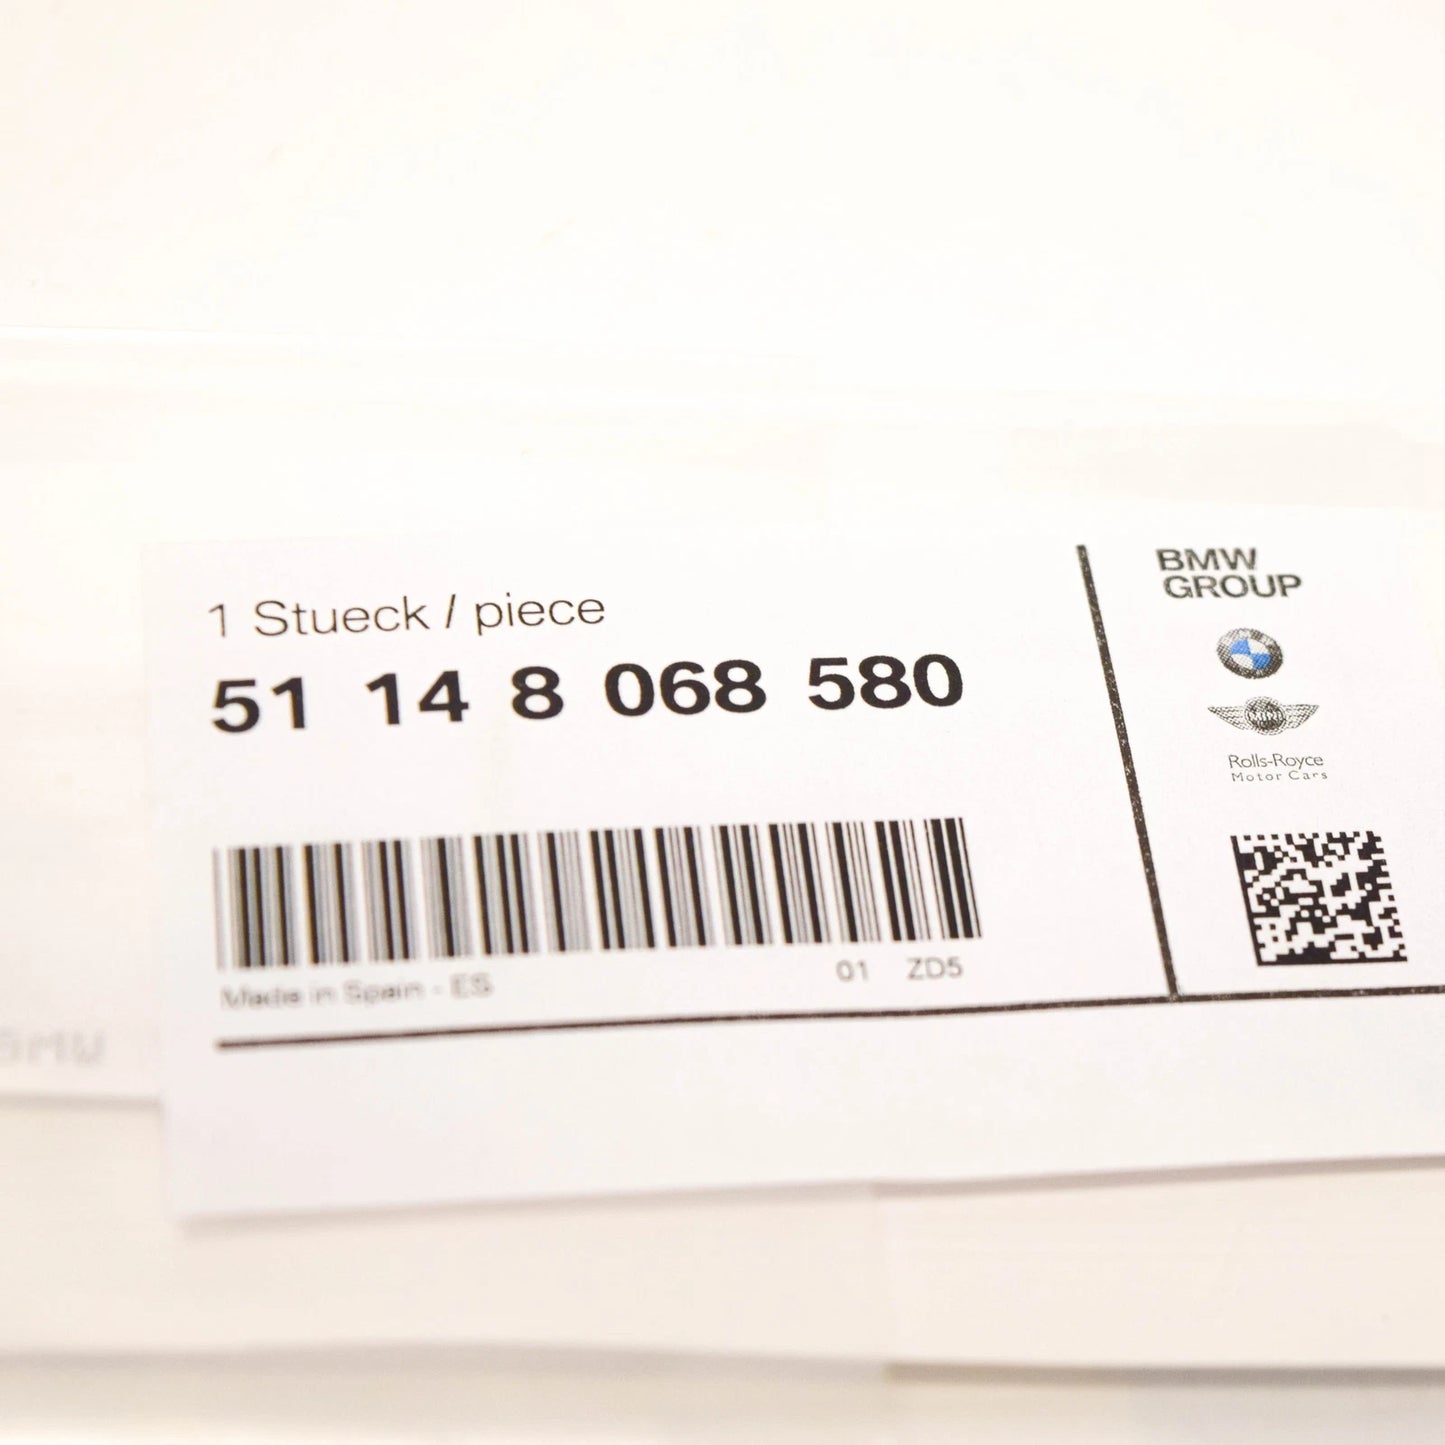 1 Stueck / piece
51 14 8 068 580
Made in Spain - ES
01 ZD5
BMW
GROUP
MINI
Rolls-Royce
Motor Cars